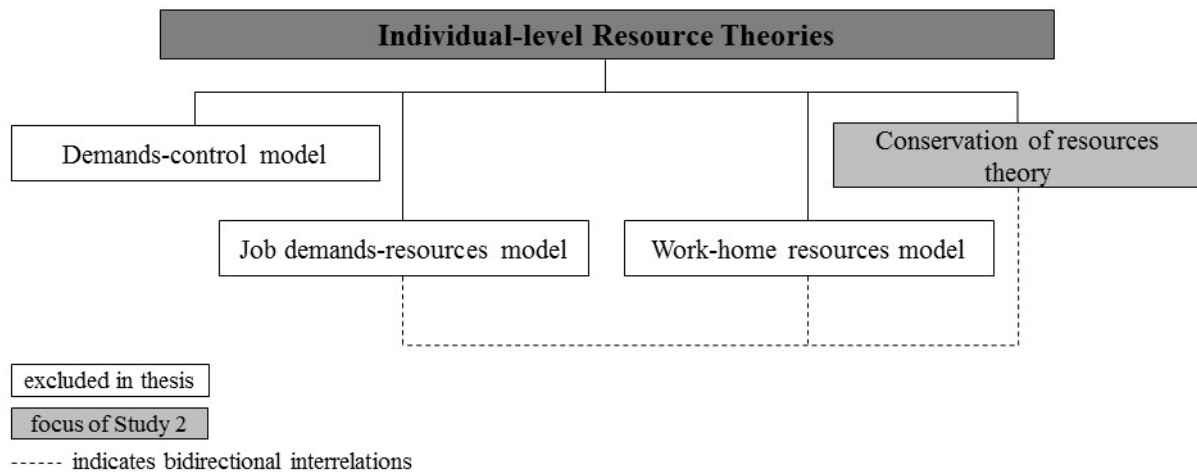 Individual-level Resource Theories
Demands-control model
Conservation of resources
theory
Job demands-resources model
Work-home resources model
excluded in thesis
focus of Study 2
------ indicates bidirectional interrelations